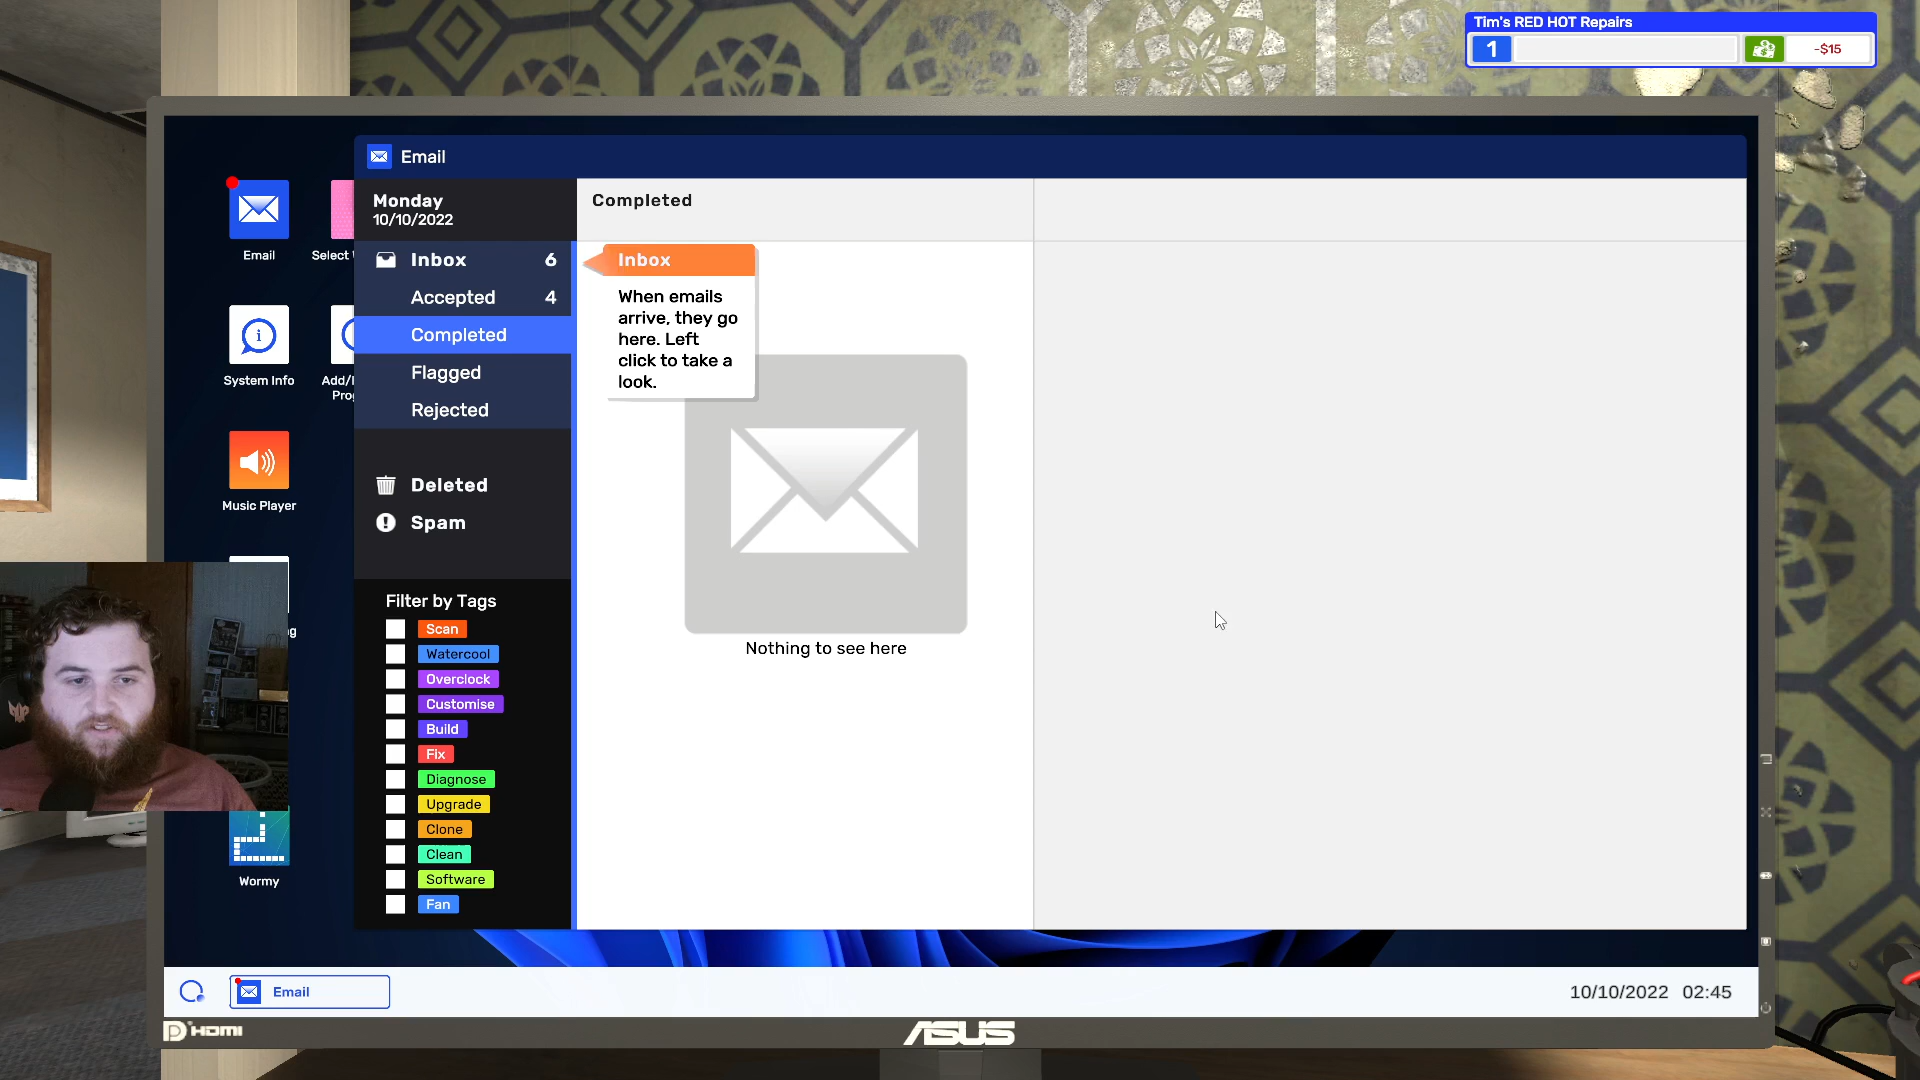 Tim's RED HOT Repairs
1
-$15
Email
Monday
10/10/2022
Completed
Inbox 6
Accepted 4
Completed
Flagged
Rejected
Deleted
Spam
Inbox
When emails
arrive, they go
here. Left
click to take a
look.
Nothing to see here
Filter by Tags
Scan
Watercool
Overclock
Customise
Build
Fix
Diagnose
Upgrade
Clone
Clean
Software
Fan
Email
Select
System Info
Add/
Prog
Music Player
g
Wormy
Email
10/10/2022 02:45
HDMI
ASUS